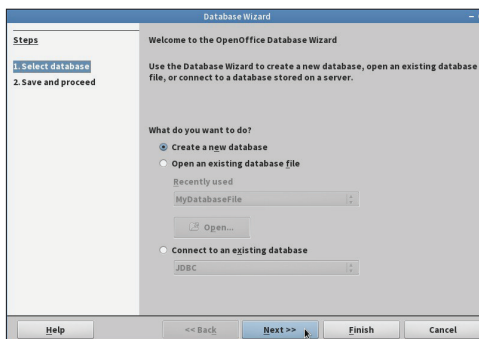 Database Wizard
Steps
1. Select database
2. Save and proceed
Welcome to the OpenOffice Database Wizard
Use the Database Wizard to create a new database, open an existing database
file, or connect to a database stored on a server.
What do you want to do?
Create a new database
Open an existing database file
Recently used
MyDatabaseFile
Open...
Connect to an existing database
JDBC
Help
<< Back
Next >>
Finish
Cancel